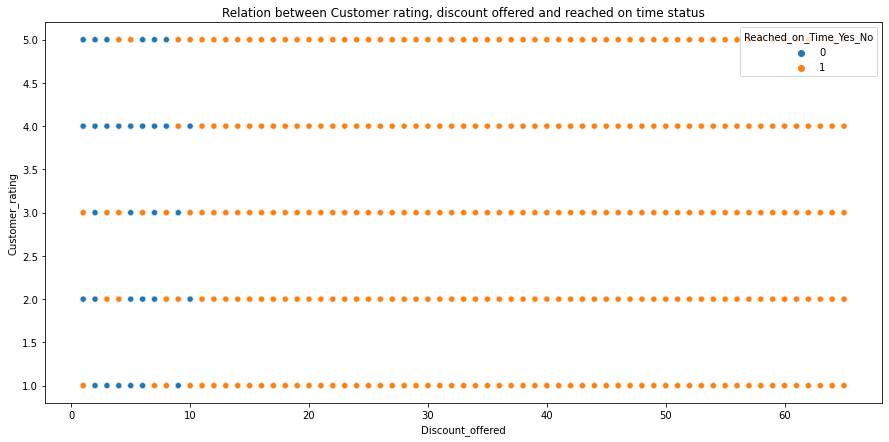 Relation between Customer rating, discount offered and reached on time status
Reached_on_Time_Yes_No
0
1
5.0
4.5
4.0
3.5
3.0
2.5
2.0
1.5
1.0
Customer_rating
0 10 20 30 40 50 60
Discount_offered